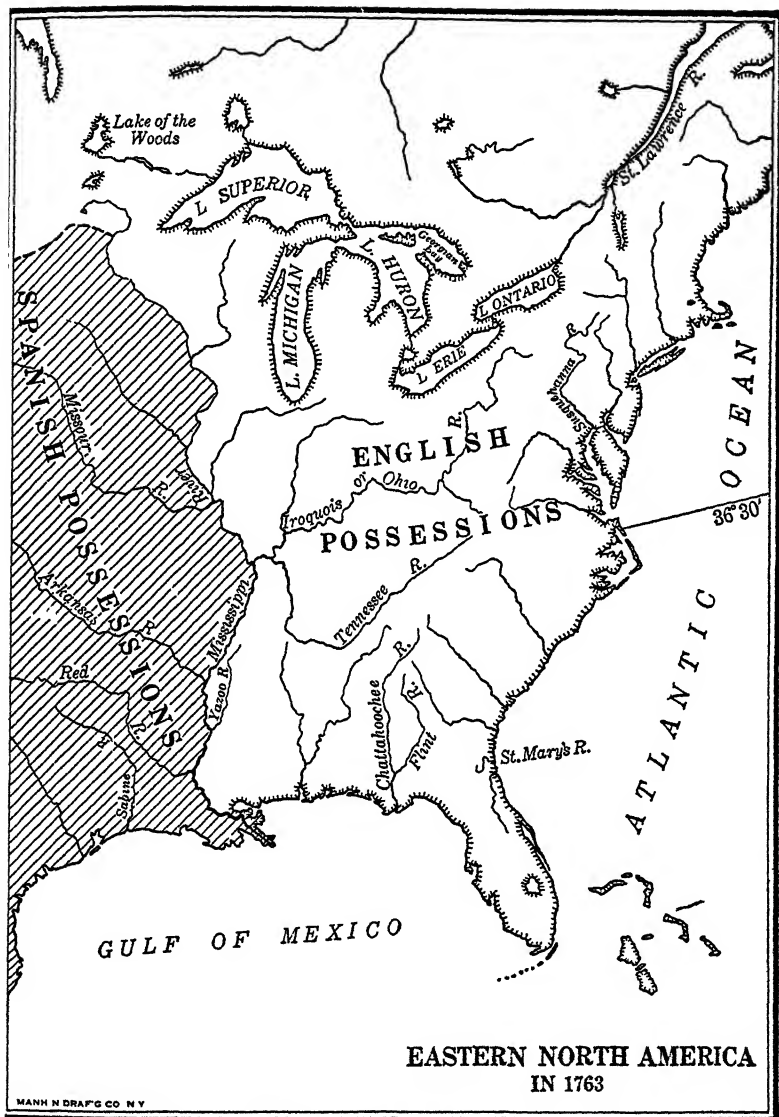 Lake of the
Woods
L SUPERIOR
St. Lawrence R.
Georgian
Bay
L. HURON
L. MICHIGAN
L ONTARIO
L ERIE
SPANISH POSSESSIONS
Missouri
R.
River
Susquehanna R
ENGLISH
POSSESSIONS
Iroquois or Ohio R.
OCEAN
36°30'
Tennessee R.
Arkansas R.
Mississippi
Yazoo R
Red R.
Sabine R.
Chattahoochee R.
Flint R.
St. Mary's R.
ATLANTIC
GULF OF MEXICO
EASTERN NORTH AMERICA
IN 1763
MANH N DRAF'G CO N Y